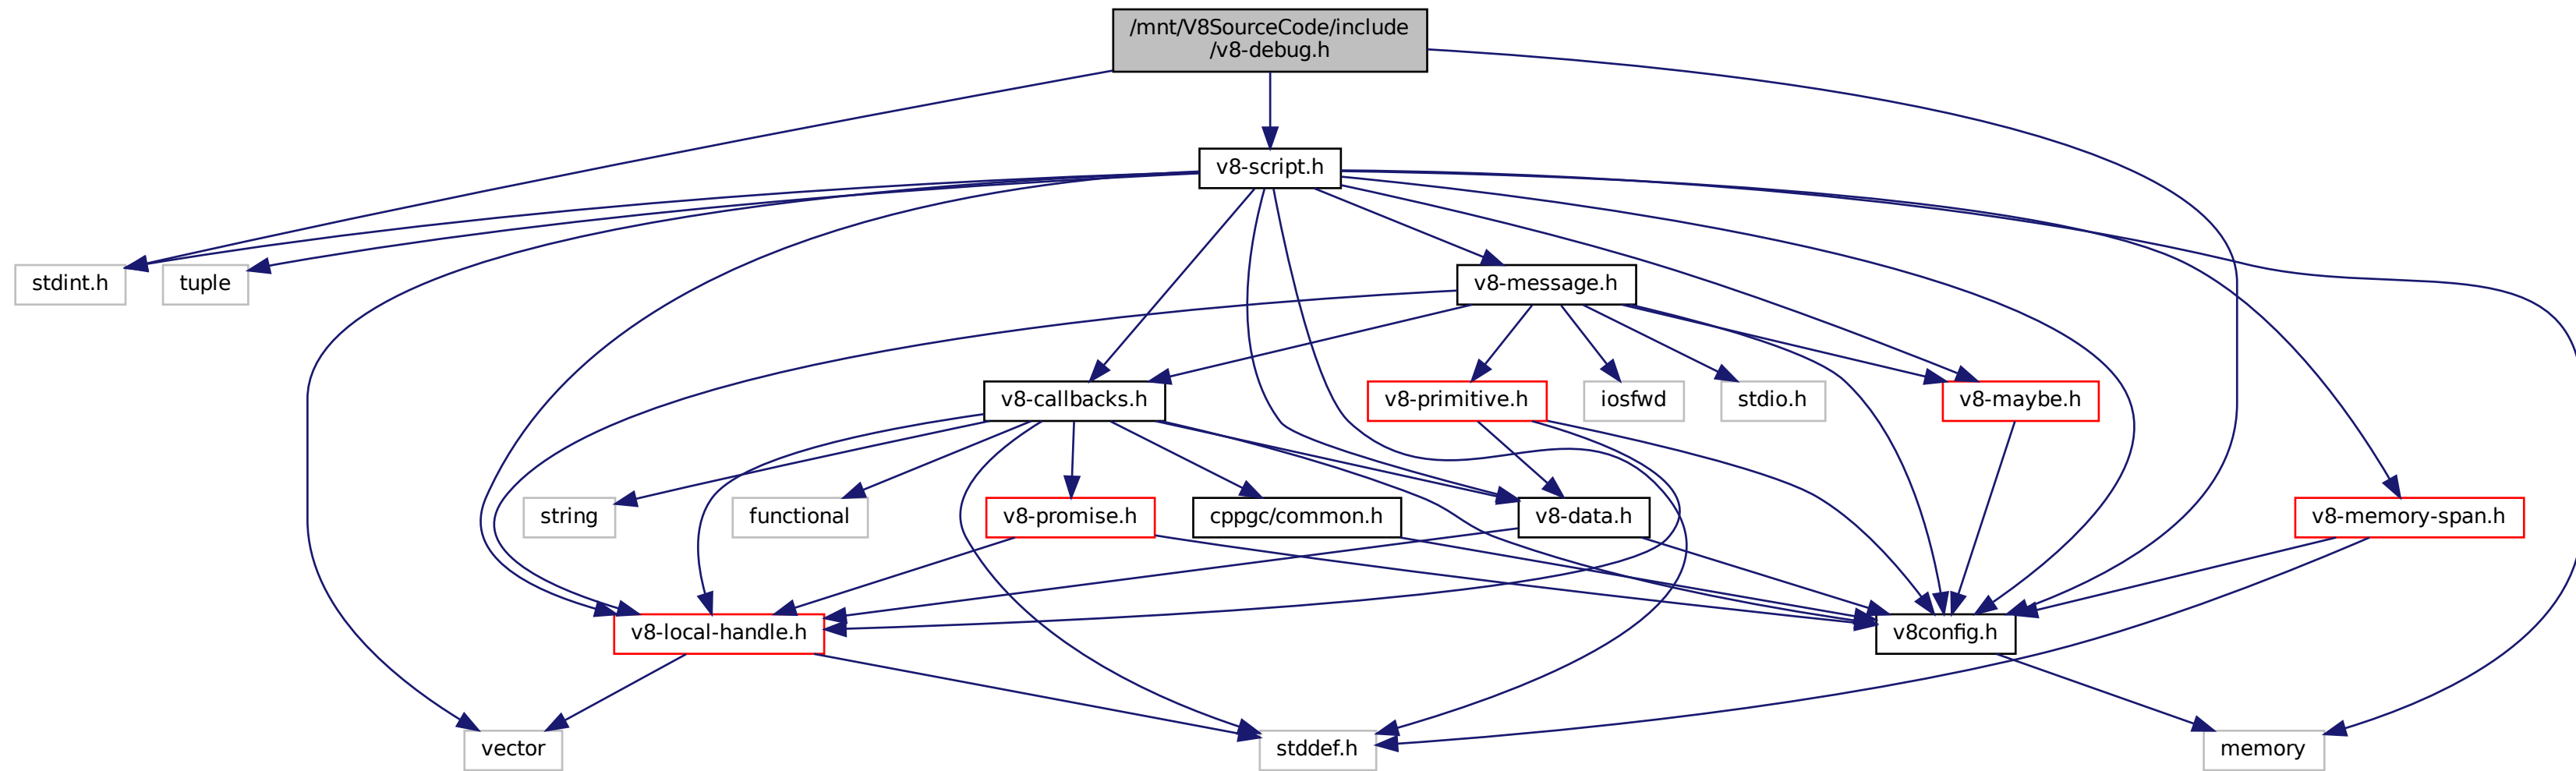 /mnt/V8SourceCode/include
/v8-debug.h
v8-script.h
stdint.h
tuple
v8-message.h
v8-callbacks.h
v8-primitive.h
iosfwd
stdio.h
v8-maybe.h
string
functional
v8-promise.h
cppgc/common.h
v8-data.h
v8-memory-span.h
v8-local-handle.h
v8config.h
vector
stddef.h
memory